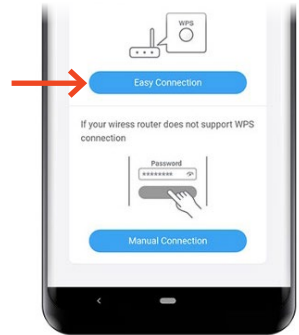 WPS
Easy Connection
If your wiress router does not support WPS
connection
Password
********
Manual Connection